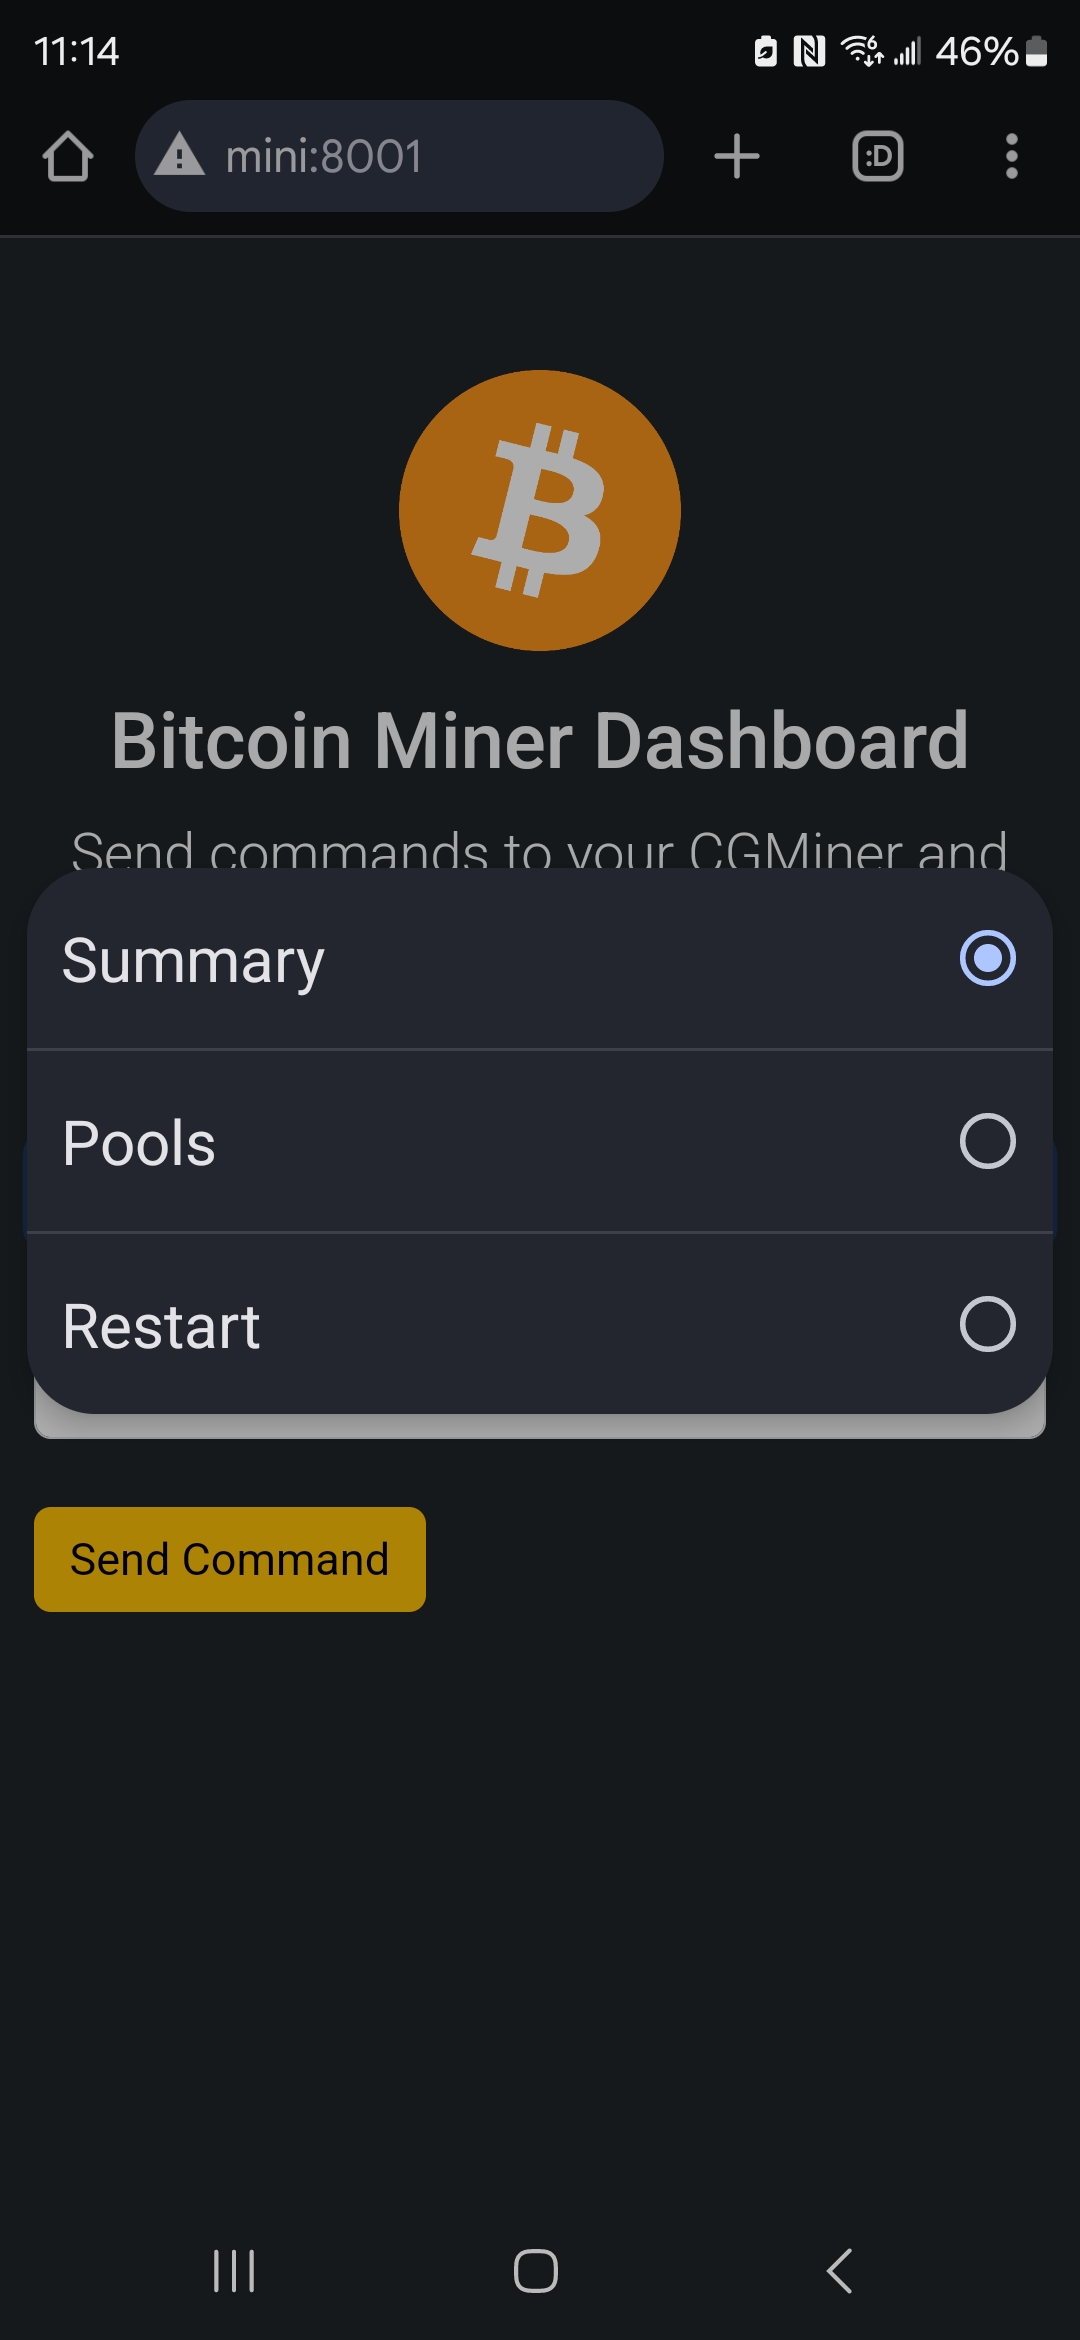 11:14
46%
mini:8001
:D
Bitcoin Miner Dashboard
Send commands to your CGMiner and
Summary
Pools
Restart
Send Command